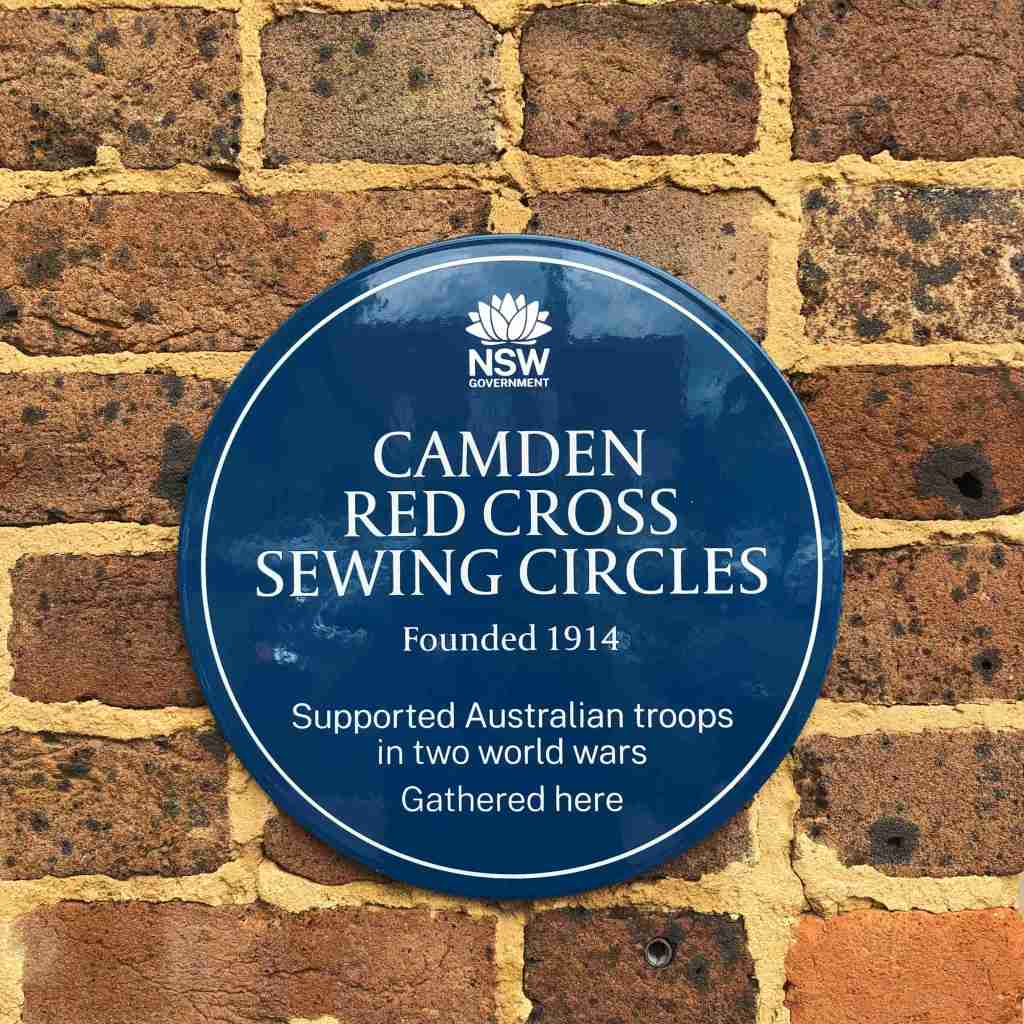 NSW
GOVERNMENT
CAMDEN
RED CROSS
SEWING CIRCLES
Founded 1914
Supported Australian troops
in two world wars
Gathered here